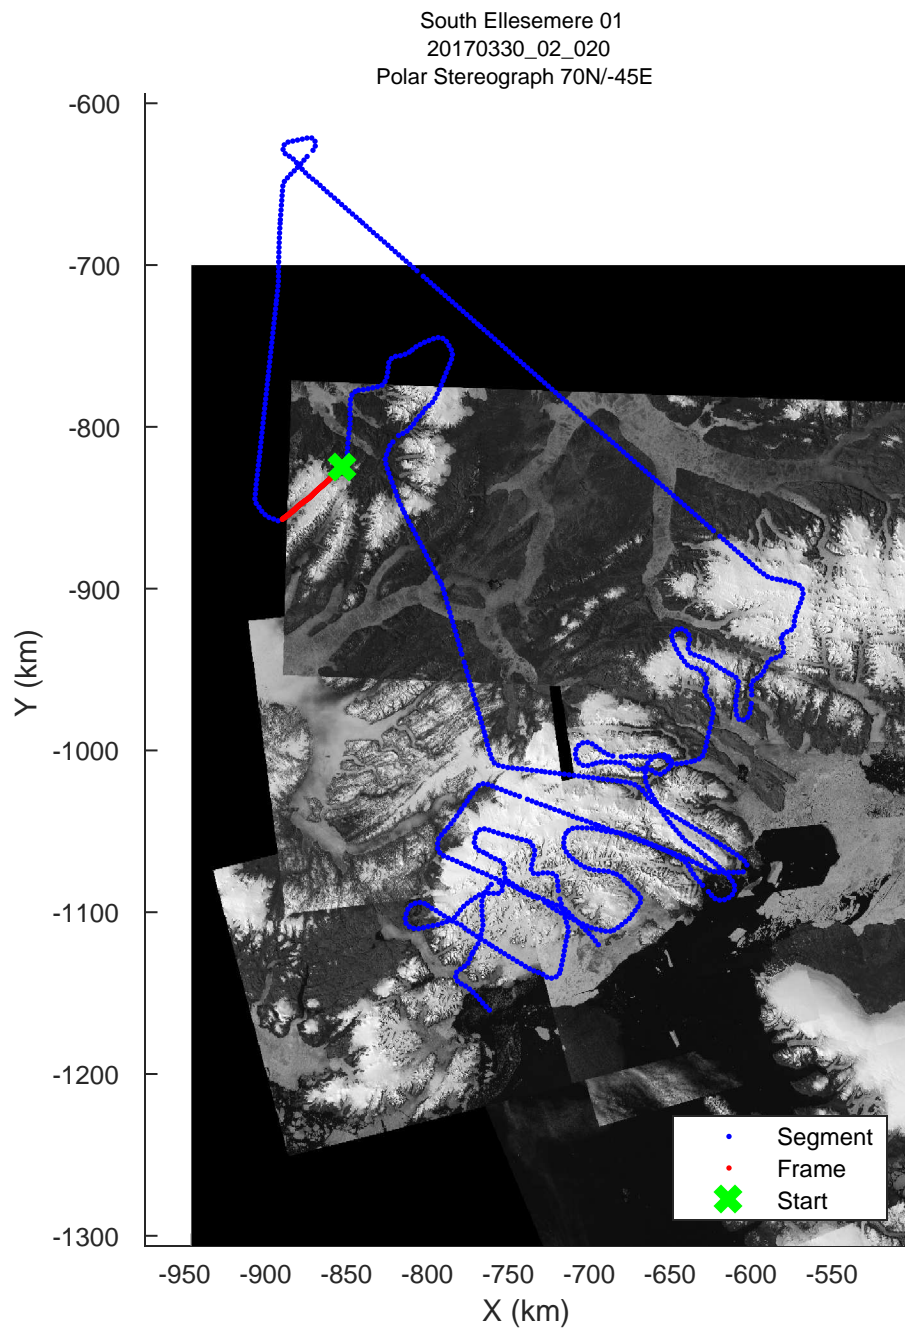 South Ellesemere 01
20170330_02_020
Polar Stereograph 70N/-45E
-600
-700
-800
-900
-1000
-1100
-1200
-1300
Y (km)
Segment
Frame
Start
-950 -900 -850 -800 -750 -700 -650 -600 -550
X (km)